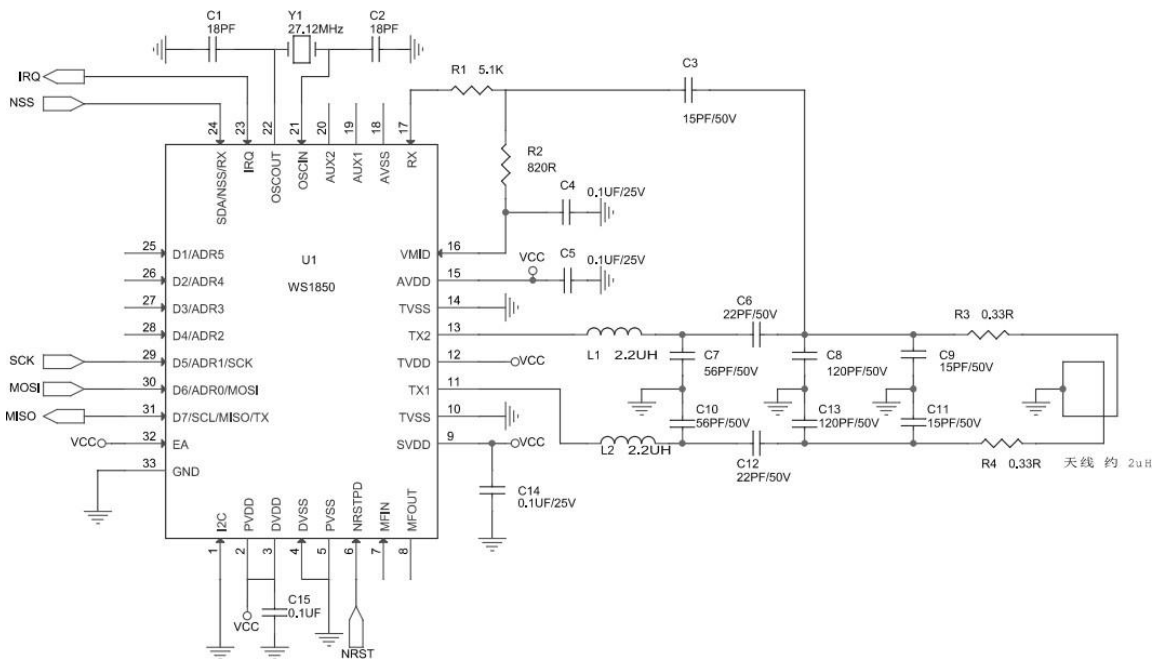 C1
18PF
Y1
27.12MHz
C2
18PF
IRQ
NSS
R1 5.1K
C3
15PF/50V
24
23
22
21
20
19
18
17
SDA/NSS/RX
IRQ
OSCOUT
OSCIN
AUX2
AUX1
AVSS
RX
R2
820R
C4
0.1UF/25V
25 D1/ADR5
26 D2/ADR4
27 D3/ADR3
28 D4/ADR2
SCK 29 D5/ADR1/SCK
MOSI 30 D6/ADR0/MOSI
MISO 31 D7/SCL/MISO/TX
VCC 32 EA
33 GND
U1
WS1850
VMID 16
AVDD 15
TVSS 14
TX2 13
TVDD 12
TX1 11
TVSS 10
SVDD 9
VCC
C5
0.1UF/25V
VCC
VCC
L1 2.2UH
L2 2.2UH
C6
22PF/50V
C7
56PF/50V
C8
120PF/50V
C9
15PF/50V
C10
56PF/50V
C13
120PF/50V
C11
15PF/50V
C12
22PF/50V
R3 0.33R
R4 0.33R
天线 约 2uH
C14
0.1UF/25V
I2C
PVDD
DVDD
DVSS
PVSS
NRSTPD
MFIN
MFOUT
1
2
3
4
5
6
7
8
C15
0.1UF
VCC
NRST